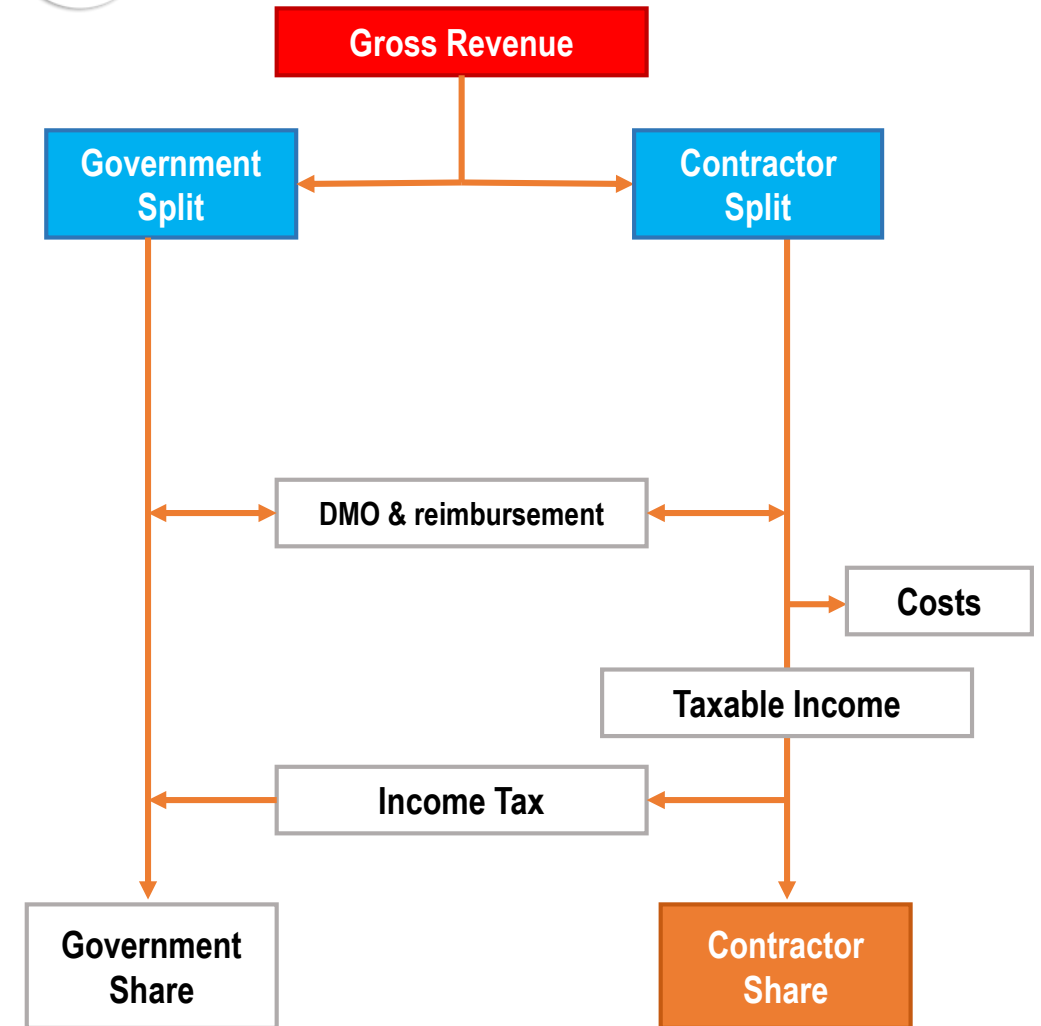 Gross Revenue
Government
Split
Contractor
Split
DMO & reimbursement
Costs
Taxable Income
Income Tax
Government
Share
Contractor
Share